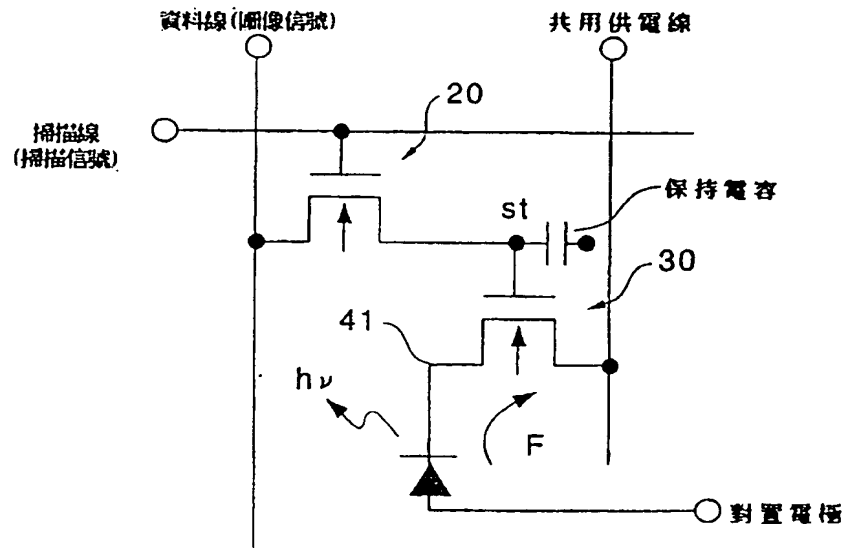 資料線(圖像信號)
共用供電線
20
掃描線
(掃描信號)
保持電容
st
30
41
hν
F
對置電極